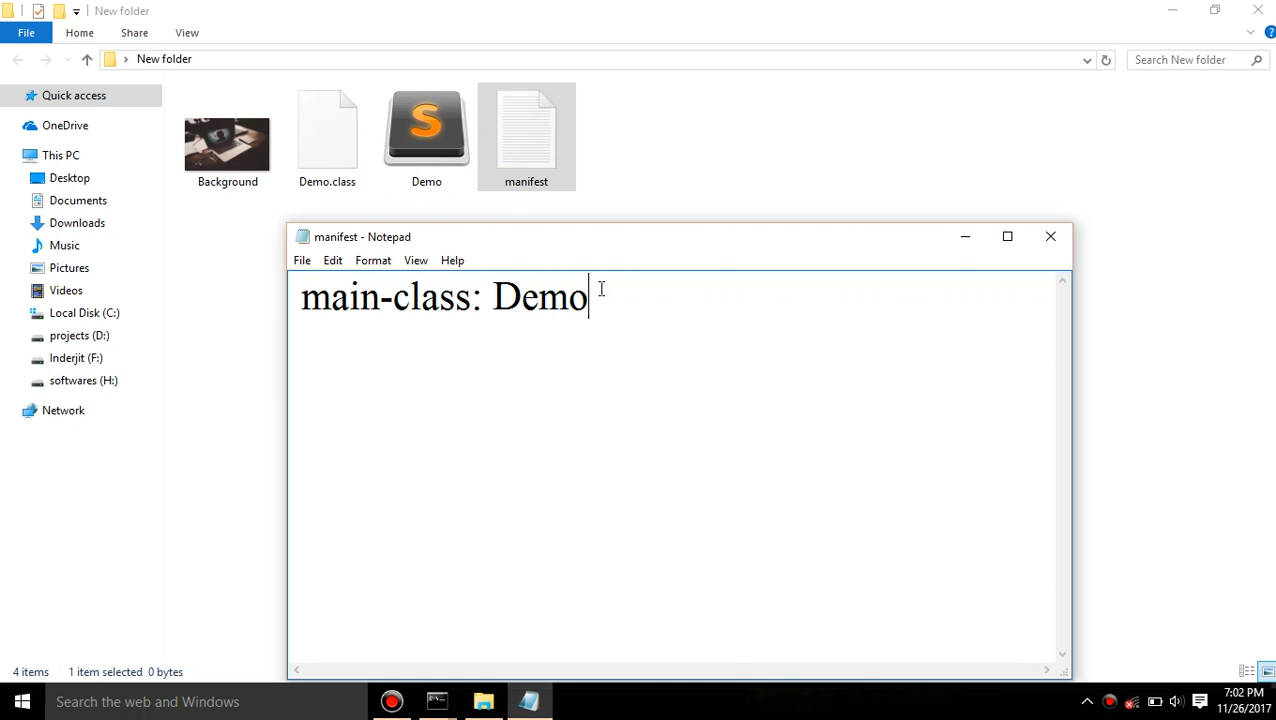 New folder
File
Home
Share
View
New folder
Search New folder
Quick access
OneDrive
This PC
Desktop
Documents
Downloads
Music
Pictures
Videos
Local Disk (C:)
projects (D:)
Inderjit (F:)
softwares (H:)
Network
Background
Demo.class
Demo
manifest
manifest - Notepad
File Edit Format View Help
main-class: Demo
4 items 1 item selected 0 bytes
Search the web and Windows
7:02 PM
11/26/2017